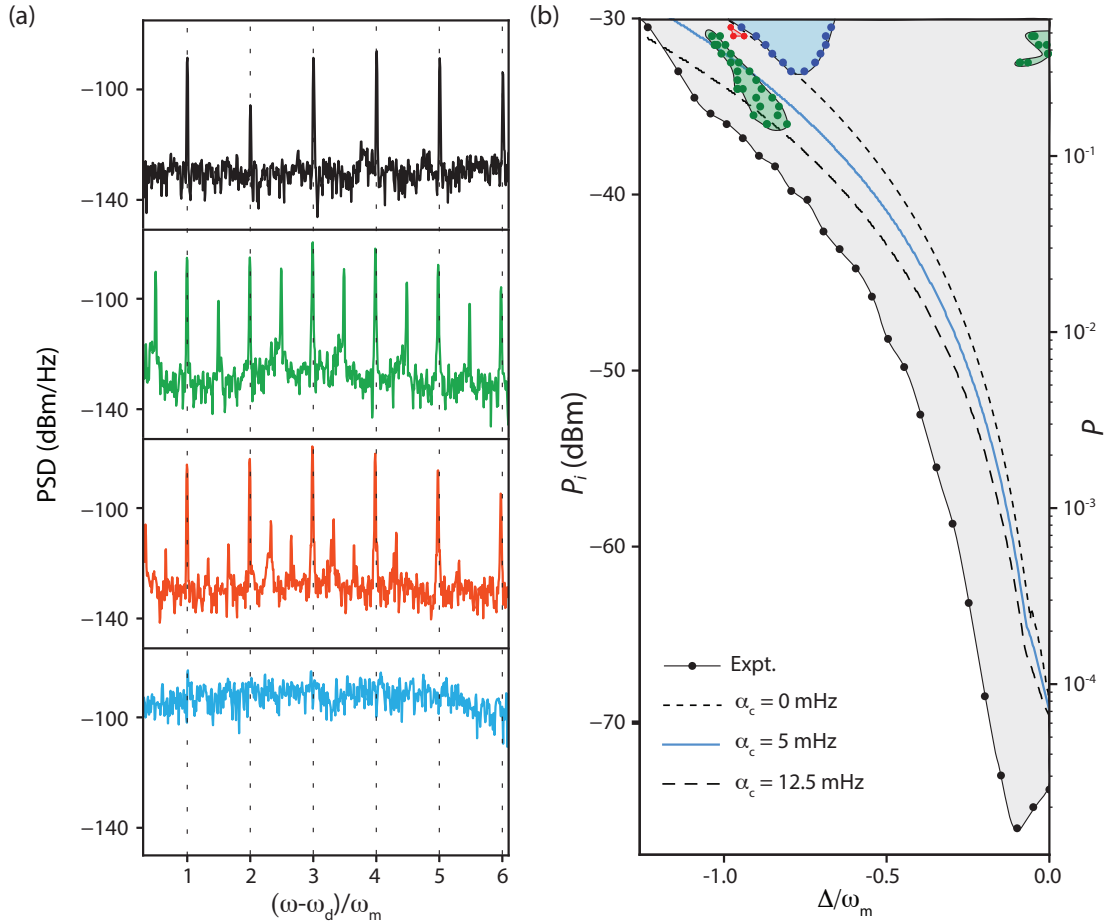 (a)
PSD (dBm/Hz)
−100
−140
−100
−140
−100
−140
−100
−140
1 2 3 4 5 6
(ω-ω_d)/ω_m
(b)
P_i (dBm)
−30
−40
−50
−60
−70
Expt.
α_c = 0 mHz
α_c = 5 mHz
α_c = 12.5 mHz
-1.0 -0.5 0.0
Δ/ω_m
10^-1
10^-2
10^-3
10^-4
P